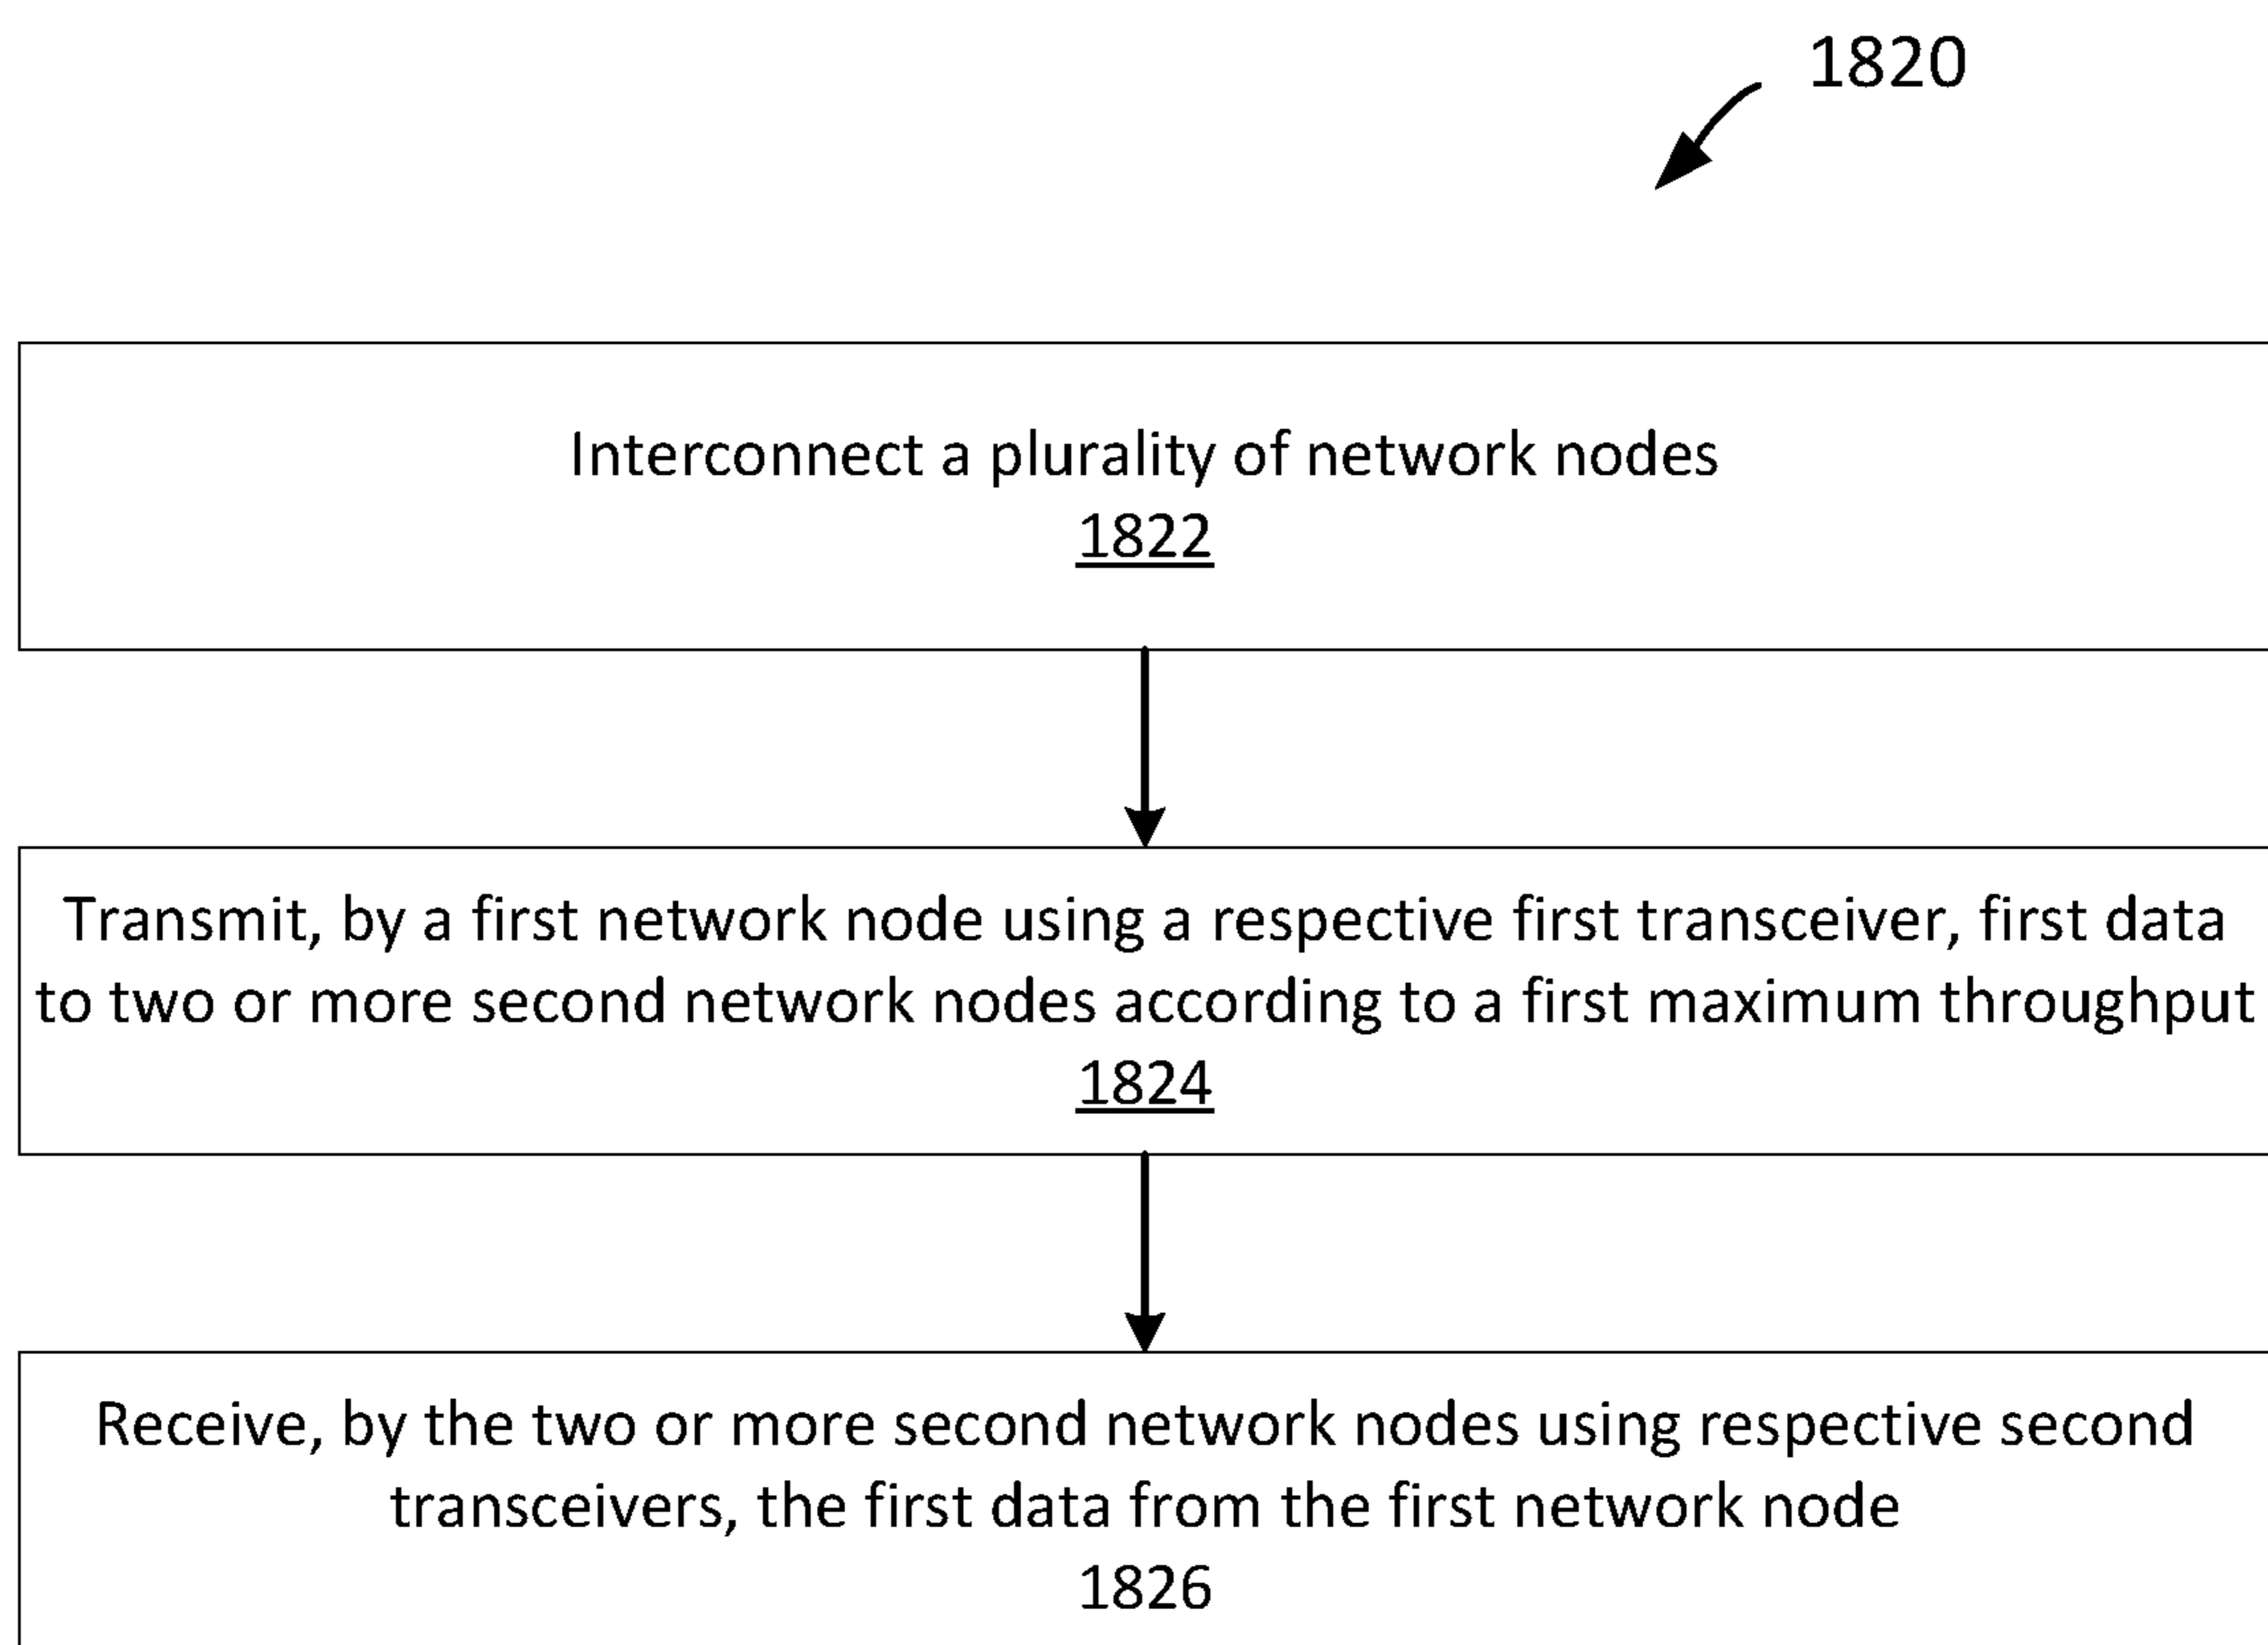 1820
Interconnect a plurality of network nodes
1822
Transmit, by a first network node using a respective first transceiver, first data
to two or more second network nodes according to a first maximum throughput
1824
Receive, by the two or more second network nodes using respective second
transceivers, the first data from the first network node
1826